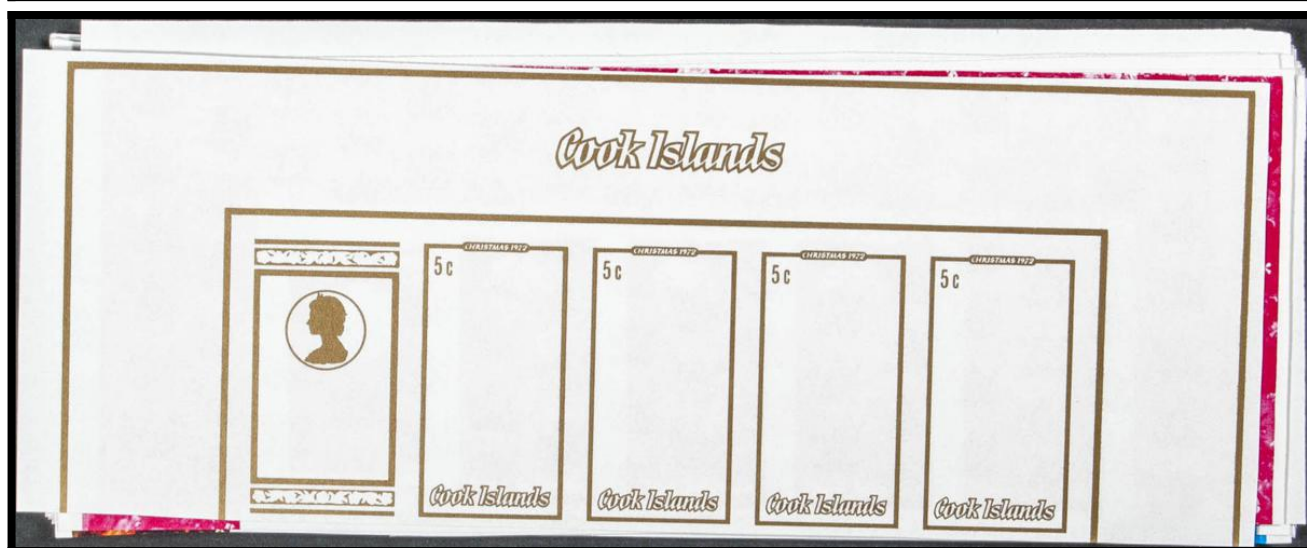 Cook Islands
CHRISTMAS 1972 CHRISTMAS 1972 CHRISTMAS 1972 CHRISTMAS 1972
5c 5c 5c 5c
Cook Islands Cook Islands Cook Islands Cook Islands